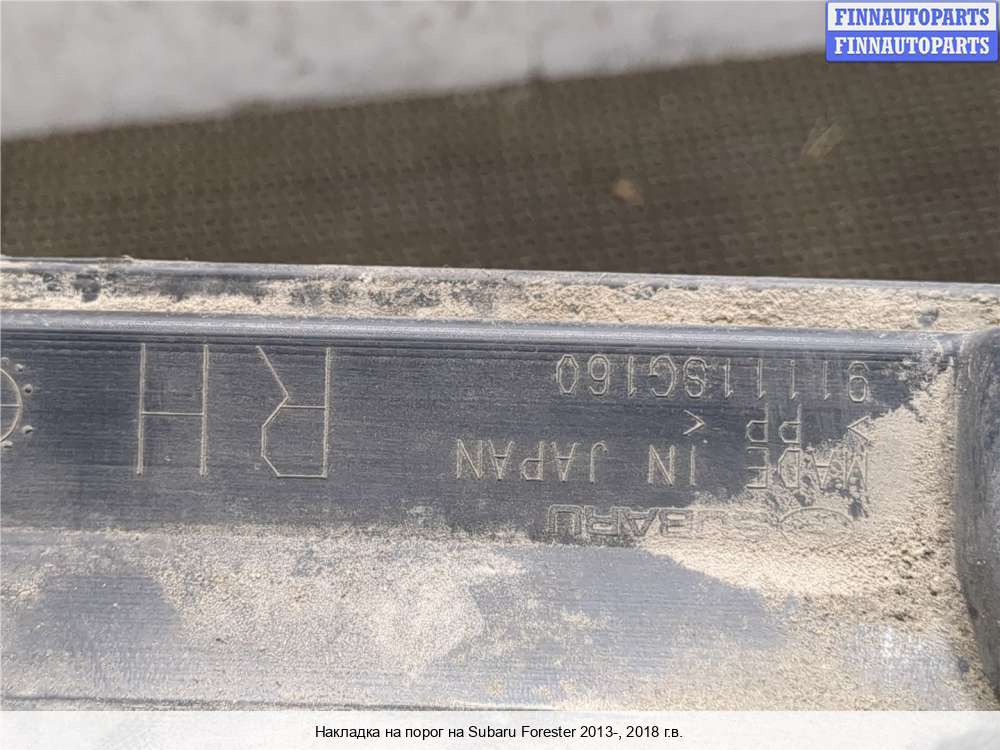 FINNAUTOPARTS
FINNAUTOPARTS
SUBARU
MADE IN JAPAN
>PP<
91111SG160
RH
Накладка на порог на Subaru Forester 2013-, 2018 г.в.